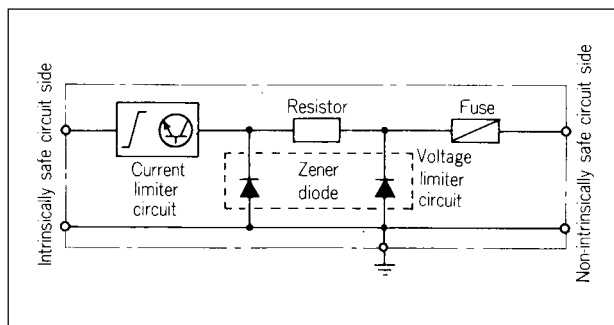 Intrinsically safe circuit side
Resistor
Fuse
Current
limiter
circuit
Zener
diode
Voltage
limiter
circuit
Non-intrinsically safe circuit side